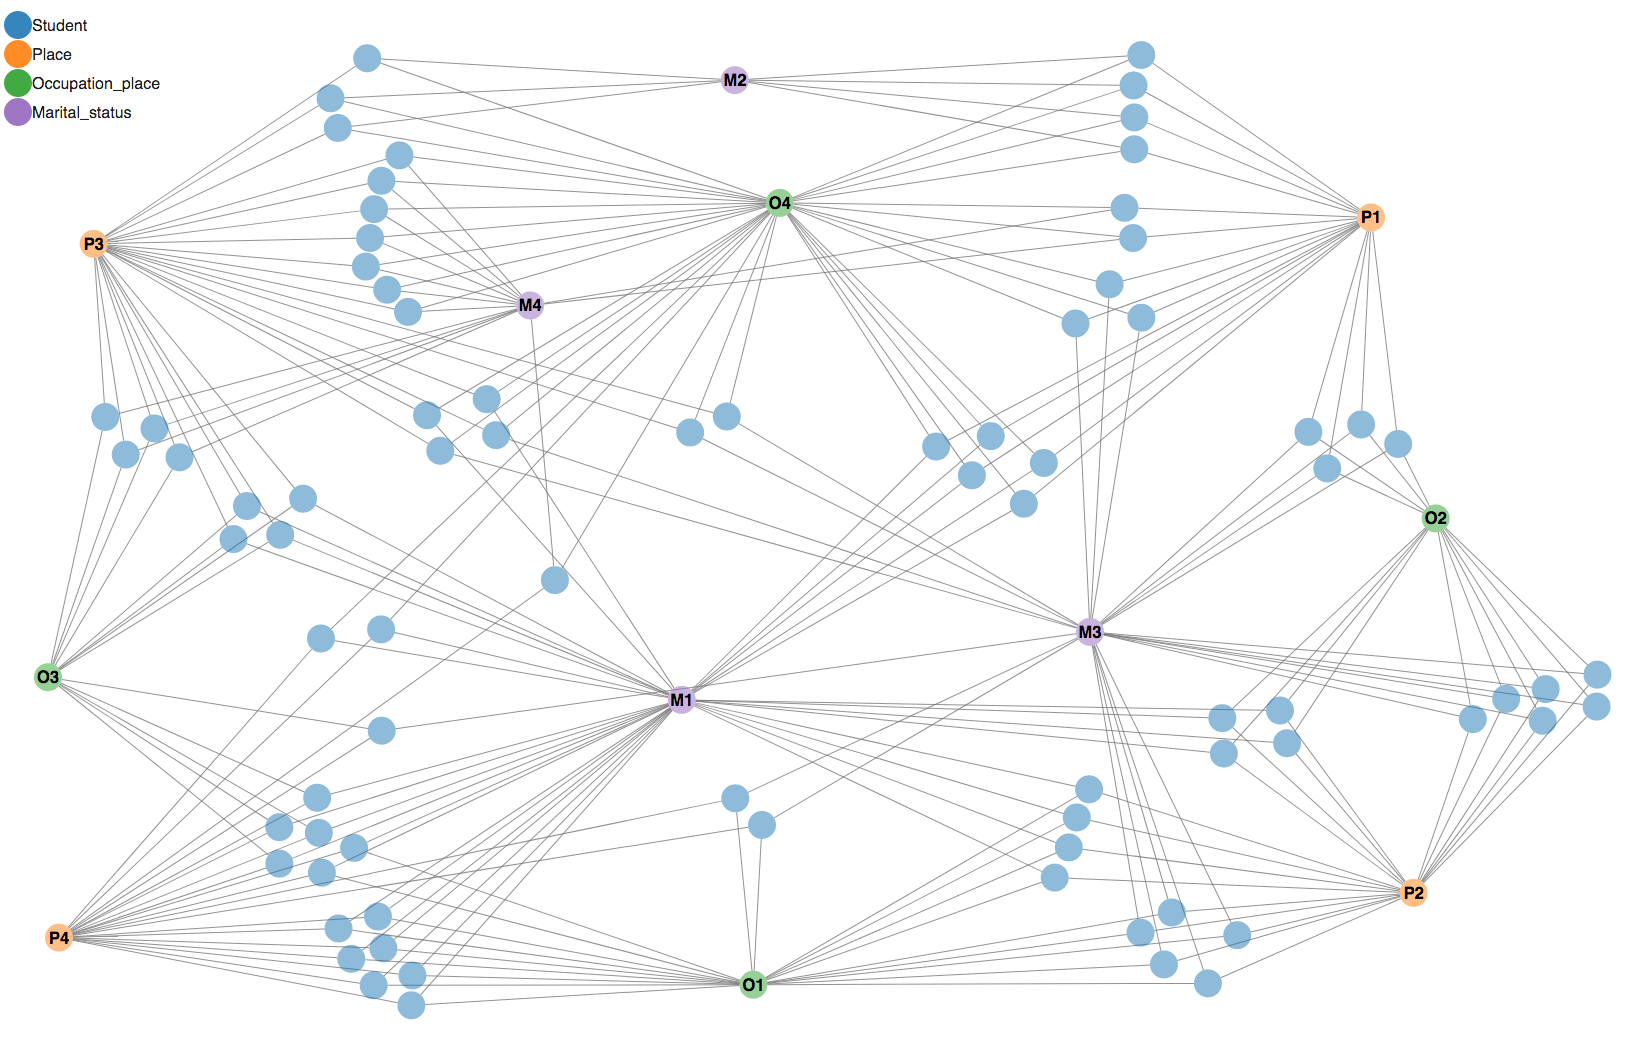 Student
Place
Occupation_place
Marital_status
M2
O4
P1
P3
M4
O2
M3
O3
M1
P2
P4
O1